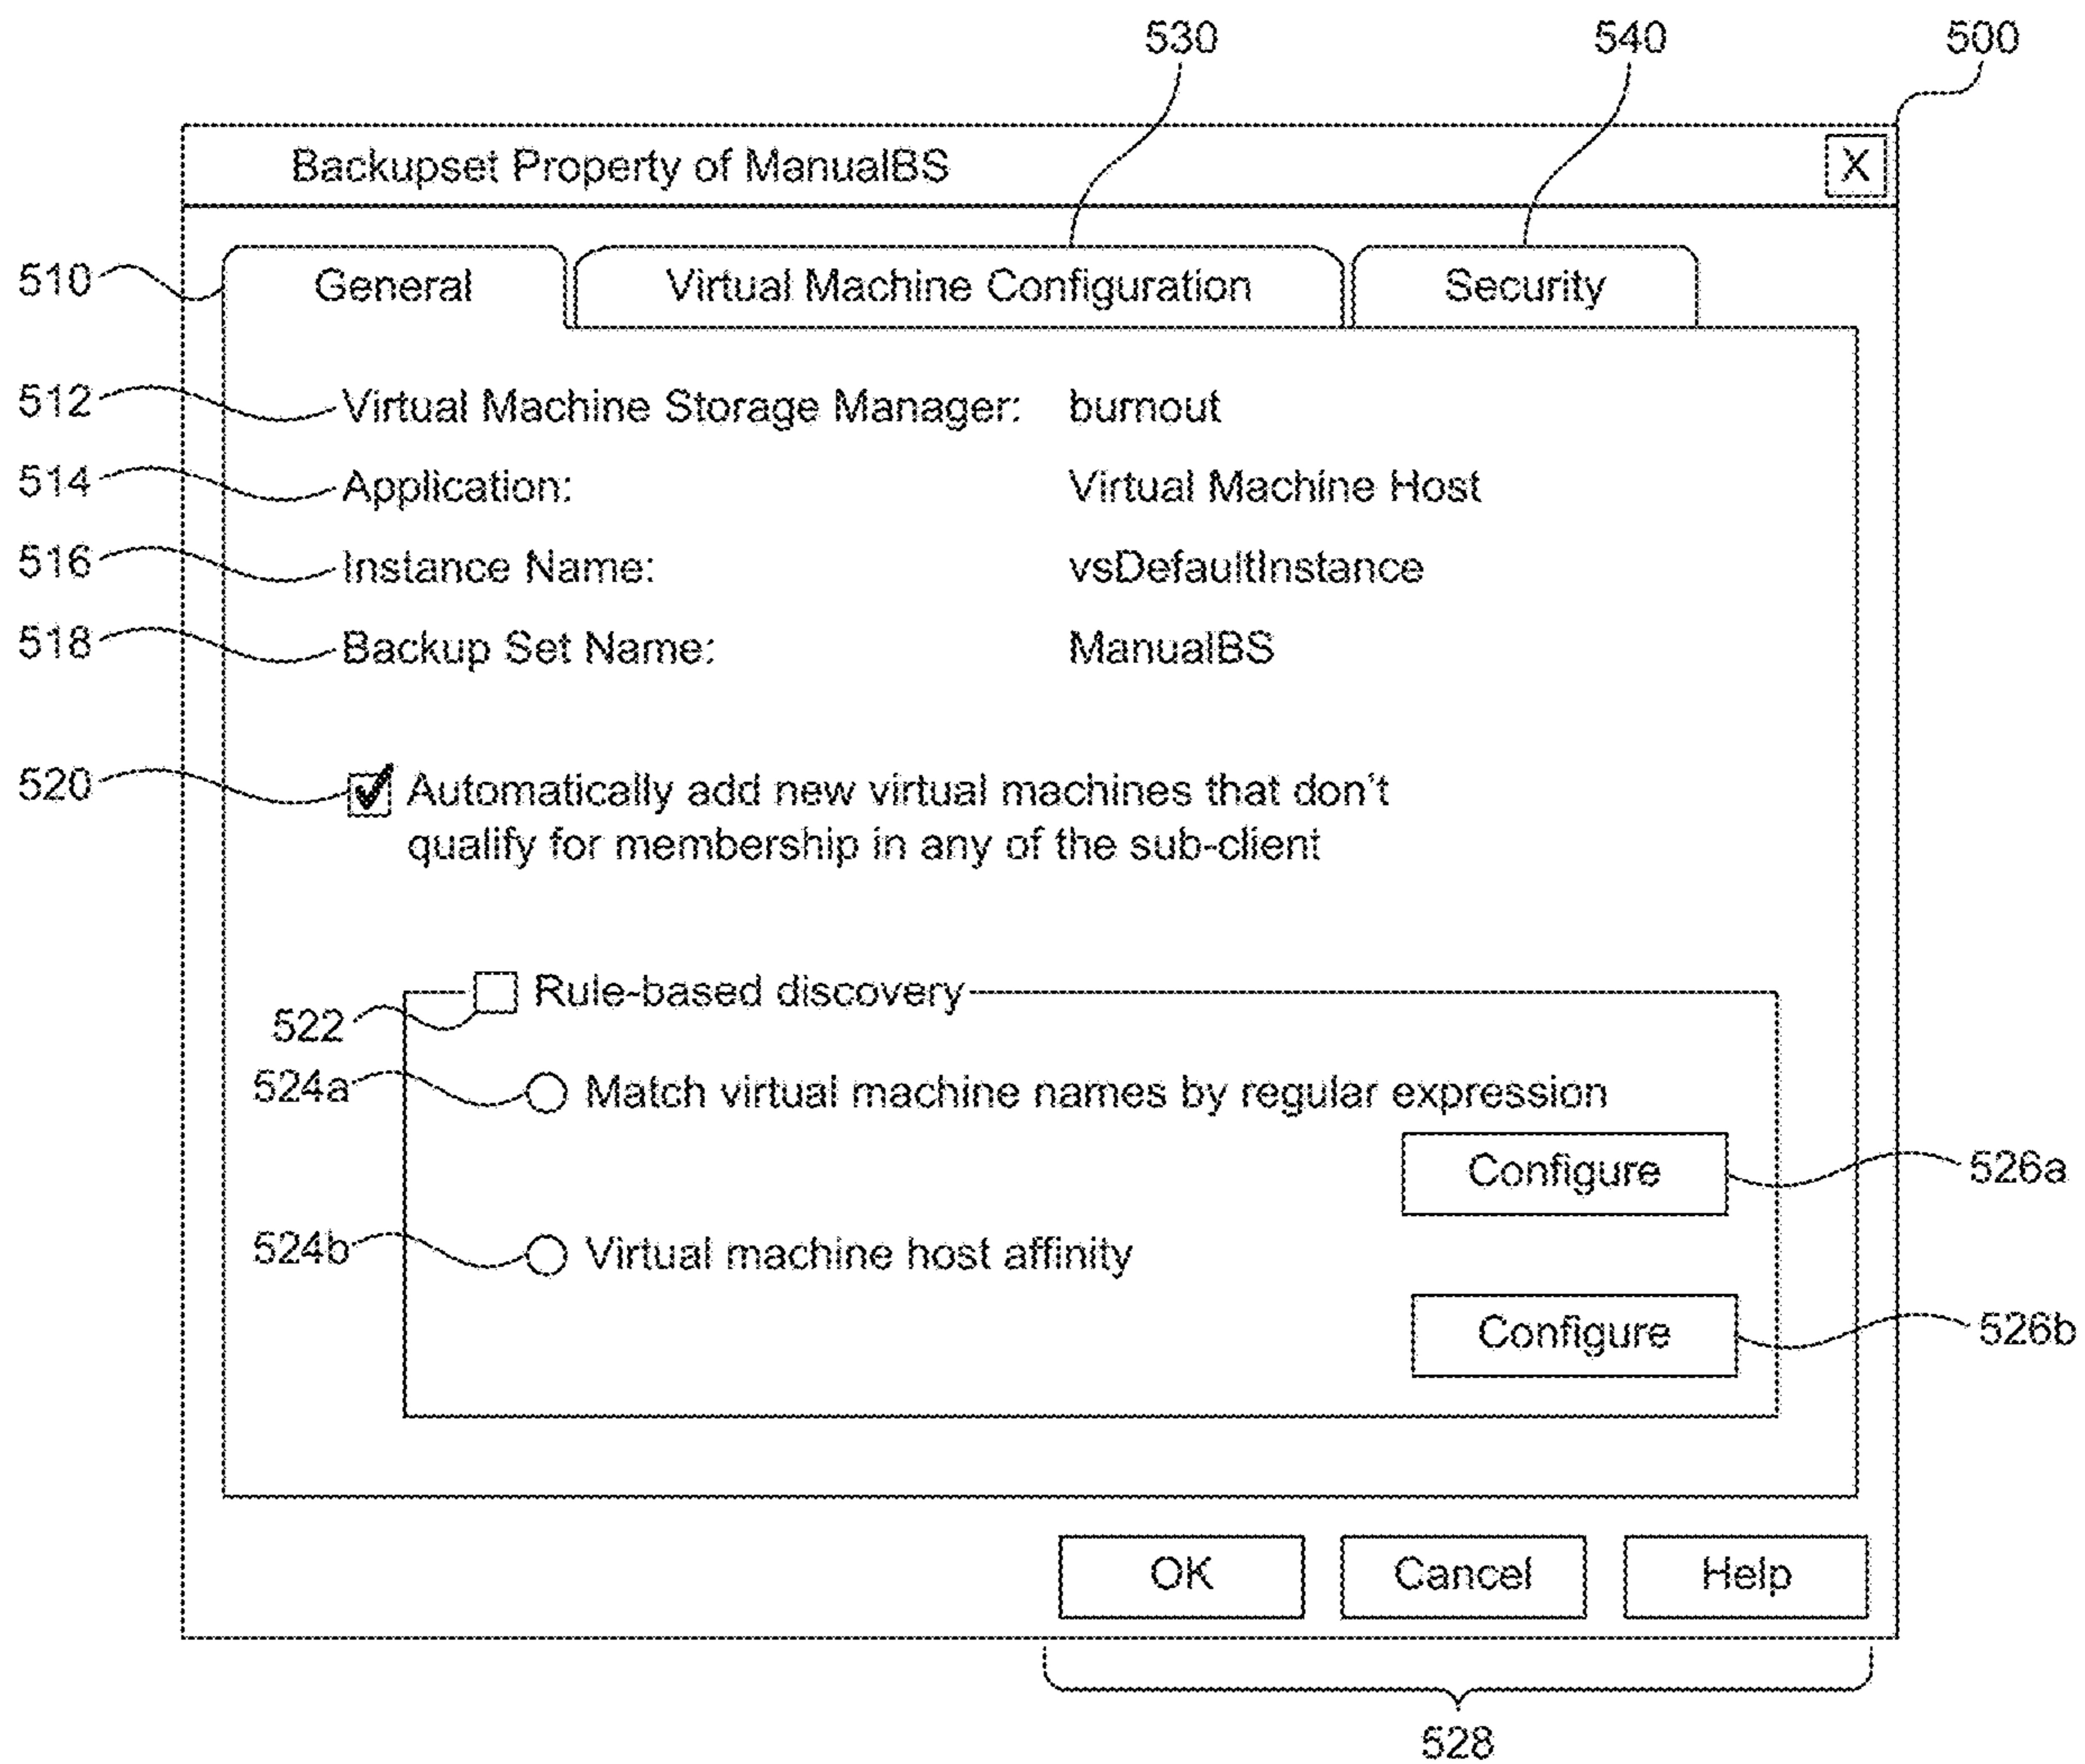 530 540 500
Backupset Property of ManualBS X
510 General Virtual Machine Configuration Security
512 Virtual Machine Storage Manager: burnout
514 Application: Virtual Machine Host
516 Instance Name: vsDefaultInstance
518 Backup Set Name: ManualBS
520 Automatically add new virtual machines that don't
qualify for membership in any of the sub-client
522 Rule-based discovery
524a Match virtual machine names by regular expression
Configure 526a
524b Virtual machine host affinity
Configure 526b
OK Cancel Help
528